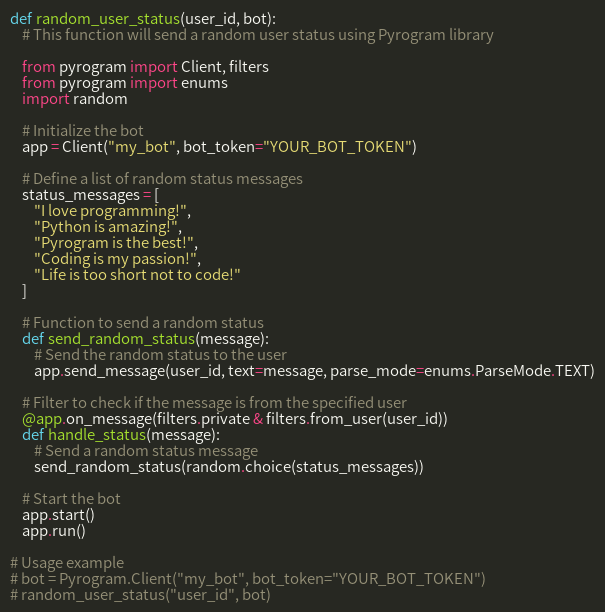 def random_user_status(user_id, bot):
# This function will send a random user status using Pyrogram library
from pyrogram import Client, filters
from pyrogram import enums
import random
# Initialize the bot
app = Client("my_bot", bot_token="YOUR_BOT_TOKEN")
# Define a list of random status messages
status_messages = [
"I love programming!",
"Python is amazing!",
"Pyrogram is the best!",
"Coding is my passion!",
"Life is too short not to code!"
]
# Function to send a random status
def send_random_status(message):
# Send the random status to the user
app.send_message(user_id, text=message, parse_mode=enums.ParseMode.TEXT)
# Filter to check if the message is from the specified user
@app.on_message(filters.private & filters.from_user(user_id))
def handle_status(message):
# Send a random status message
send_random_status(random.choice(status_messages))
# Start the bot
app.start()
app.run()
# Usage example
# bot = Pyrogram.Client("my_bot", bot_token="YOUR_BOT_TOKEN")
# random_user_status("user_id", bot)